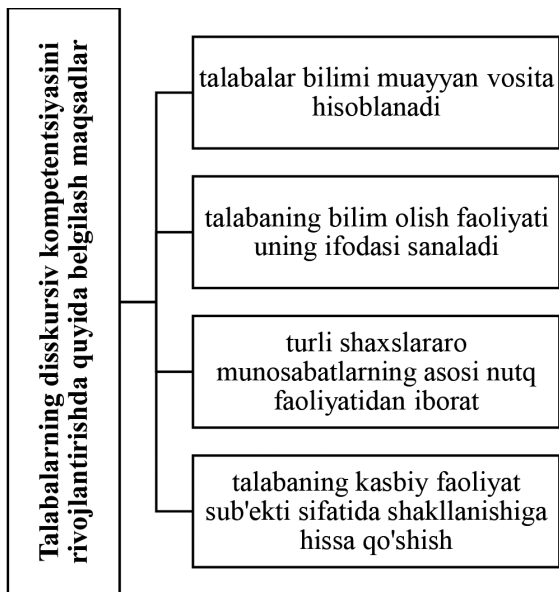 Talabalarning disskursiv kompetentsiyasini
rivojlantirishda quyida belgilash maqsadlar
talabalar bilimi muayyan vosita
hisoblanadi
talabaning bilim olish faoliyati
uning ifodasi sanaladi
turli shaxslararo
munosabatlarning asosi nutq
faoliyatidan iborat
talabaning kasbiy faoliyat
sub'ekti sifatida shakllanishiga
hissa qo'shish